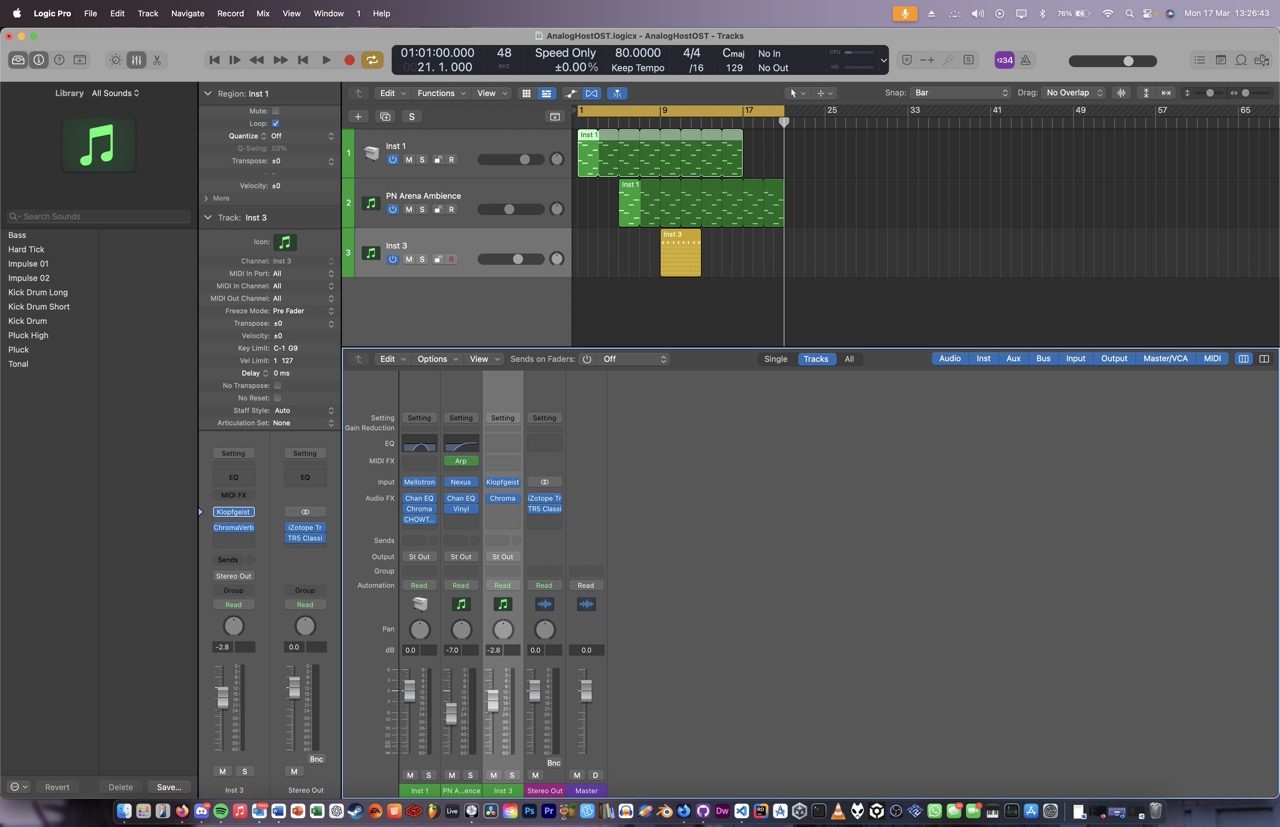 Logic Pro File Edit Track Navigate Record Mix View Window 1 Help 76% Mon 17 Mar 13:26:43
AnalogHostOST.logicx - AnalogHostOST - Tracks
01:01:00.000 48 Speed Only 80.0000 4/4 Cmaj No In CPU
21. 1. 000 KHZ ±0.00% Keep Tempo /16 129 No Out HD
1234
Library All Sounds
Region: Inst 1
Edit Functions View Snap: Bar Drag: No Overlap
Mute:
Loop:
Quantize Off
Q-Swing: 50%
Transpose: ±0
Velocity: ±0
More
S
1 9 17 25 33 41 49 57 65
1 Inst 1
M S R
Inst 1
2 PN Arena Ambience
M S R
Inst 1
3 Inst 3
M S R
Inst 3
Search Sounds
Bass
Hard Tick
Impulse 01
Impulse 02
Kick Drum Long
Kick Drum Short
Kick Drum
Pluck High
Pluck
Tonal
Track: Inst 3
Icon:
Channel: Inst 3
MIDI In Port: All
MIDI In Channel: All
MIDI Out Channel: All
Freeze Mode: Pre Fader
Transpose: ±0
Velocity: ±0
Key Limit: C-1 G9
Vel Limit: 1 127
Delay 0 ms
No Transpose:
No Reset:
Staff Style: Auto
Articulation Set: None
Edit Options View Sends on Faders: Off Single Tracks All Audio Inst Aux Bus Input Output Master/VCA MIDI
Setting Setting
EQ EQ
MIDI FX
Klopfgeist
ChromaVerb iZotope Tr
TR5 Classi
Sends
Stereo Out
Group Group
Read Read
-2.8 0.0
Bnc
M S M
Inst 3 Stereo Out
Setting Setting Setting Setting Setting
Gain Reduction
EQ
MIDI FX Arp
Input Mellotron Nexus Klopfgeist
Audio FX Chan EQ Chan EQ Chroma iZotope Tr
Chroma Vinyl TR5 Classi
CHOWT...
Sends
Output St Out St Out St Out
Group
Automation Read Read Read Read Read
Pan
dB 0.0 -7.0 -2.8 0.0 0.0
Bnc
M S M S M S M M D
Inst 1 PN A...ence Inst 3 Stereo Out Master
Revert Delete Save...